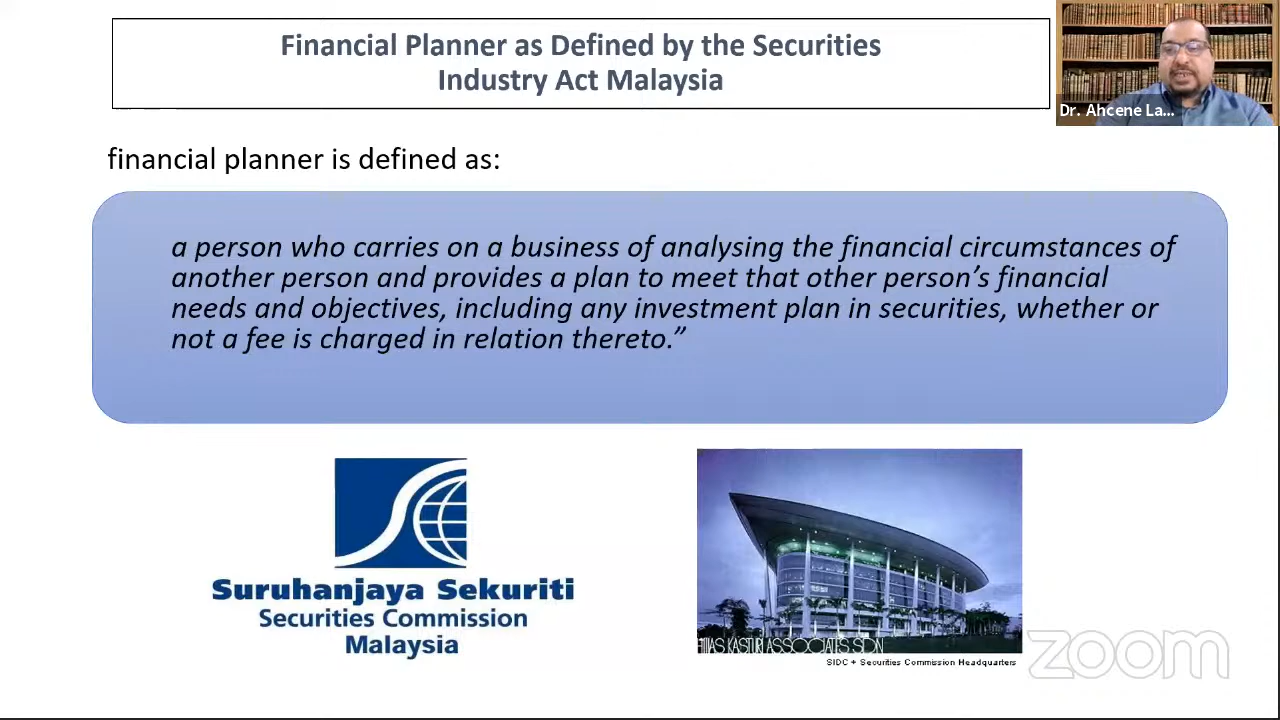 Financial Planner as Defined by the Securities
Industry Act Malaysia
Dr. Ahcene La...
financial planner is defined as:
a person who carries on a business of analysing the financial circumstances of
another person and provides a plan to meet that other person’s financial
needs and objectives, including any investment plan in securities, whether or
not a fee is charged in relation thereto.”
Suruhanjaya Sekuriti
Securities Commission
Malaysia
KASTURI ASSOCIATES SDN
SIDC + Securities Commission Headquarters
zoom